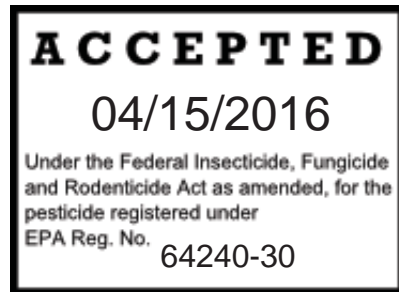 ACCEPTED
04/15/2016
Under the Federal Insecticide, Fungicide
and Rodenticide Act as amended, for the
pesticide registered under
EPA Reg. No. 64240-30